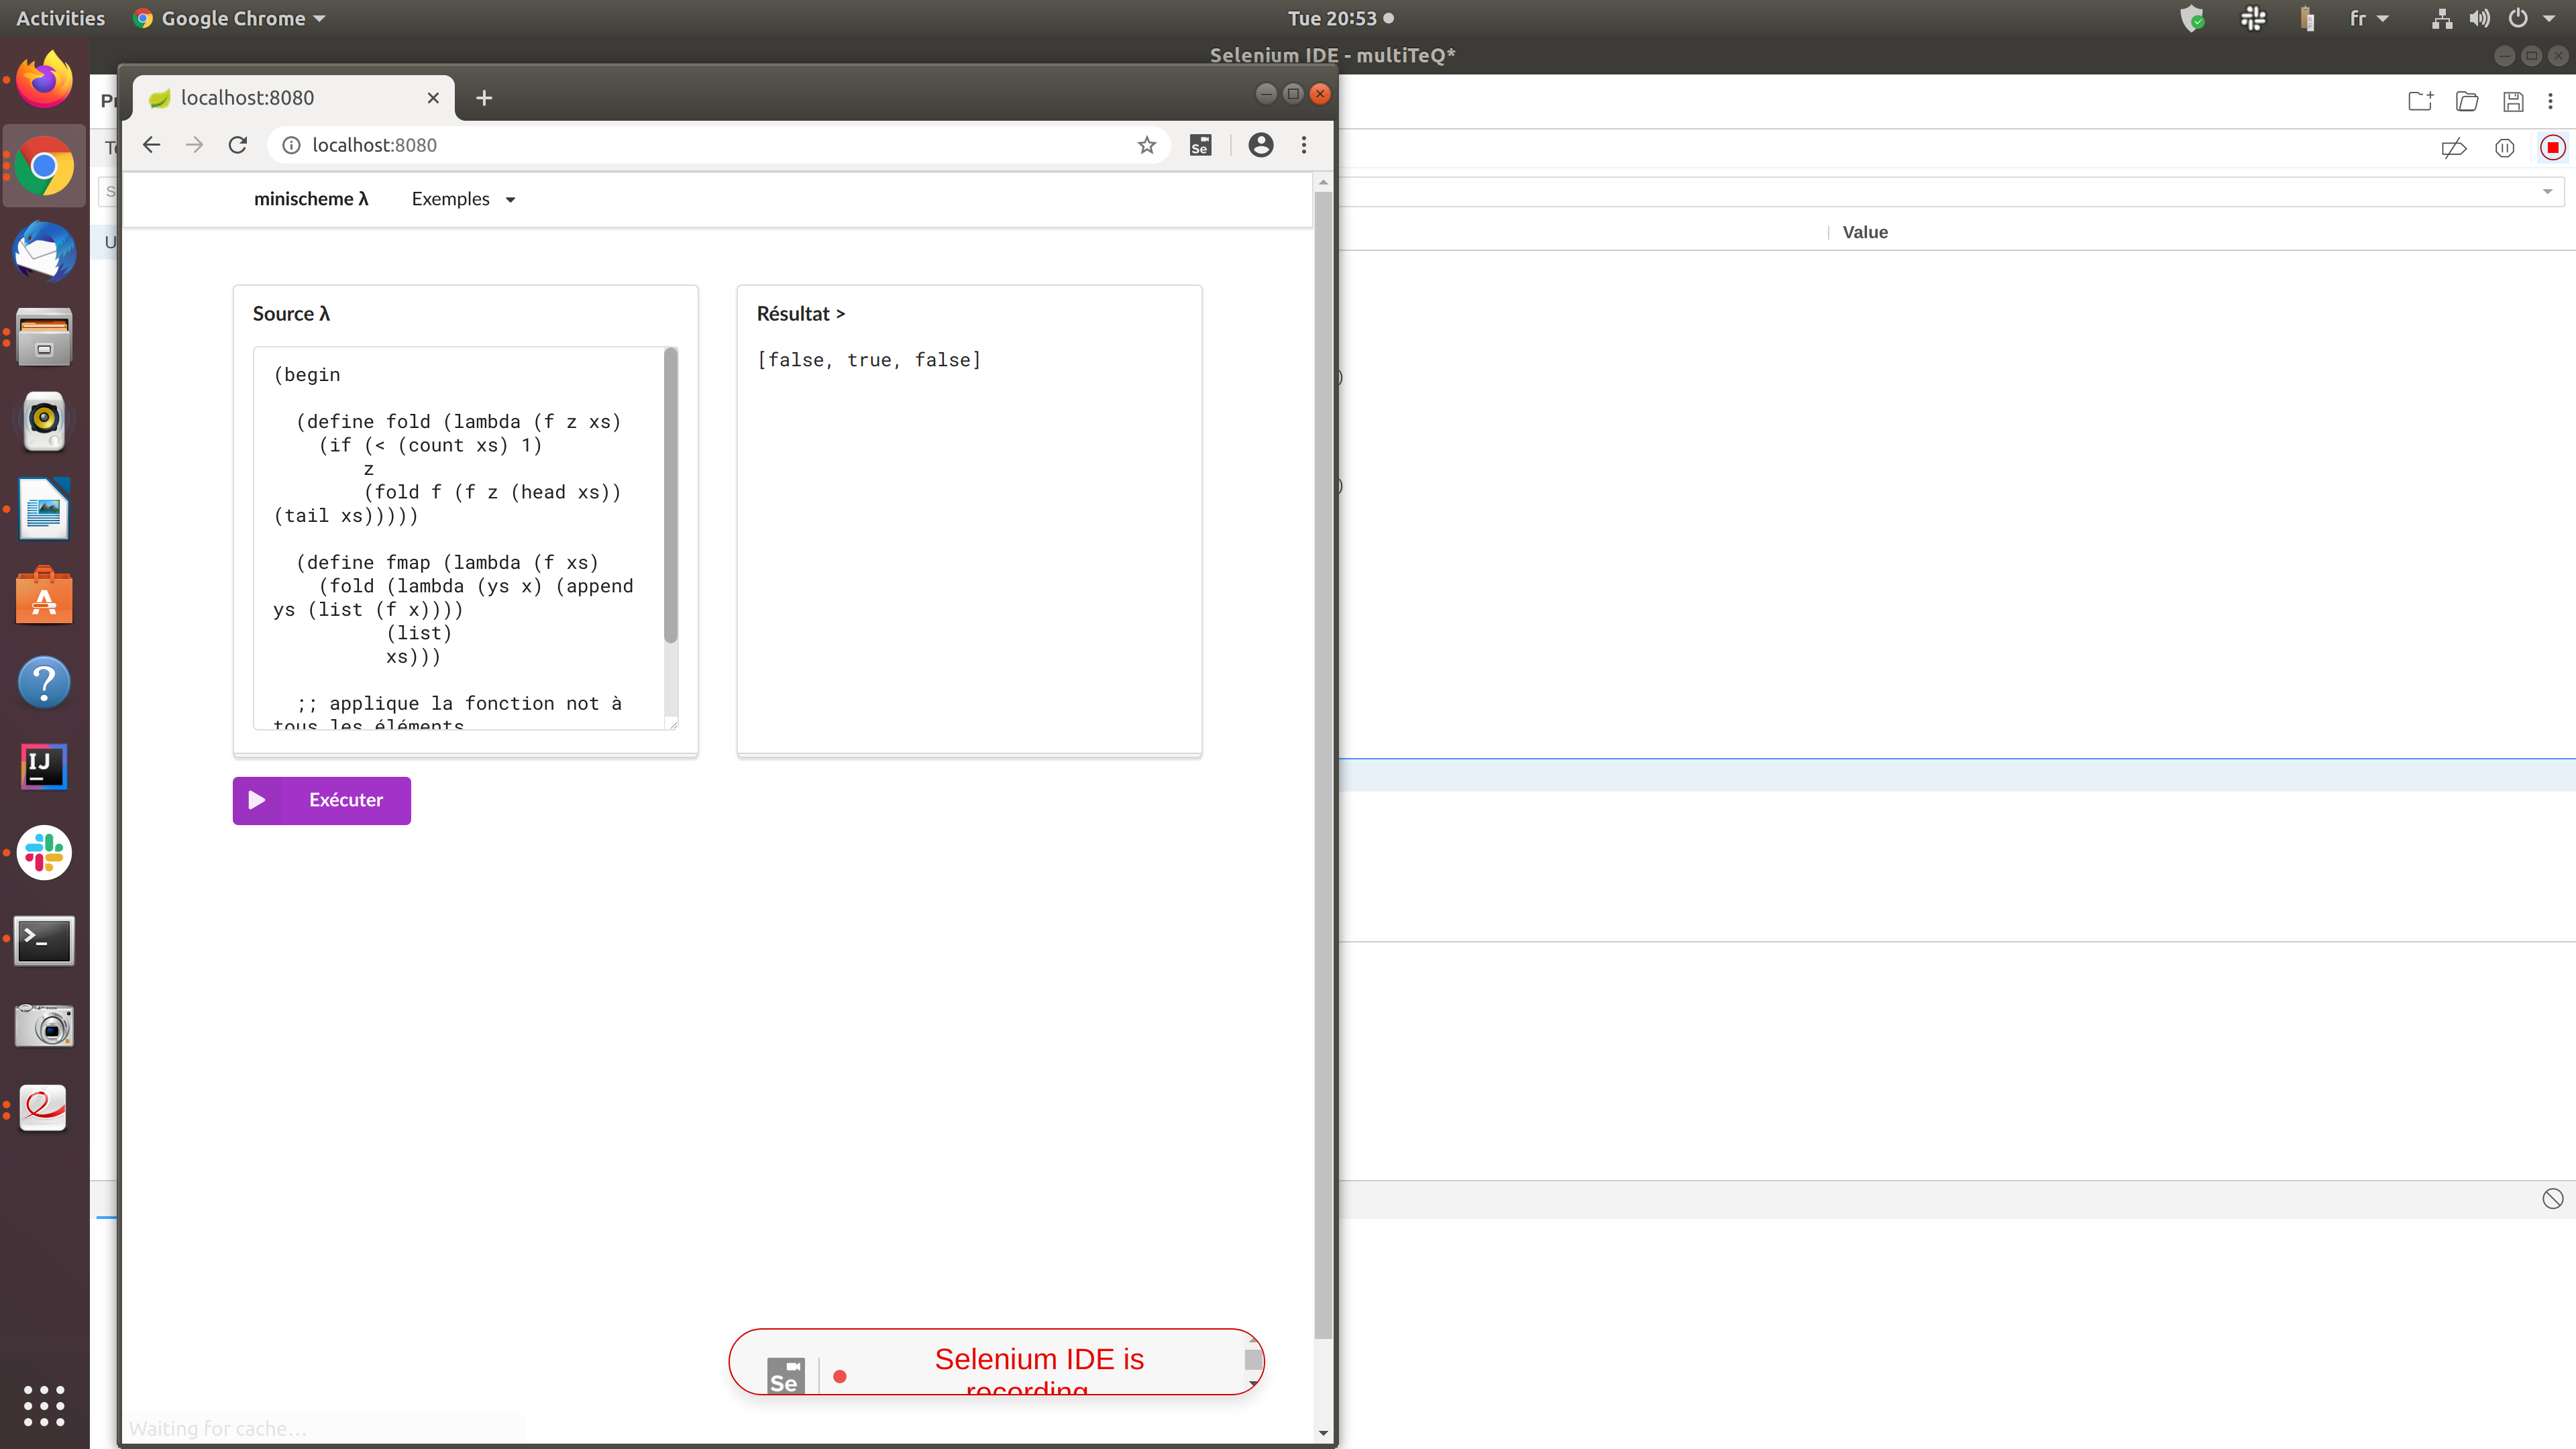 Activities
Google Chrome
Tue 20:53
fr
Selenium IDE - multiTeQ*
localhost:8080
localhost:8080
Se
minischeme λ
Exemples
Value
Source λ
(begin
(define fold (lambda (f z xs)
(if (< (count xs) 1)
z
(fold f (f z (head xs))
(tail xs)))))
(define fmap (lambda (f xs)
(fold (lambda (ys x) (append
ys (list (f x))))
(list)
xs)))
;; applique la fonction not à
tous les éléments
Résultat >
[false, true, false]
Exécuter
IJ
Se
Selenium IDE is
recording
Waiting for cache…